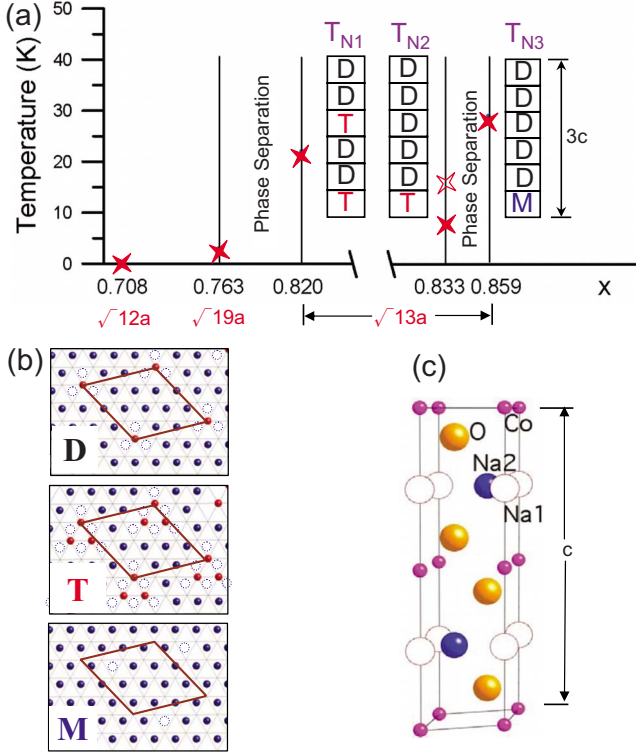 (a)
Temperature (K)
50
40
30
20
10
0
Phase Separation
Phase Separation
T_N1
D
D
T
D
D
T
T_N2
D
D
D
D
D
T
T_N3
D
D
D
D
D
M
3c
0.708
0.763
0.820
0.833
0.859
x
√12a
√19a
√13a
(b)
D
T
M
(c)
O
Co
Na2
Na1
c